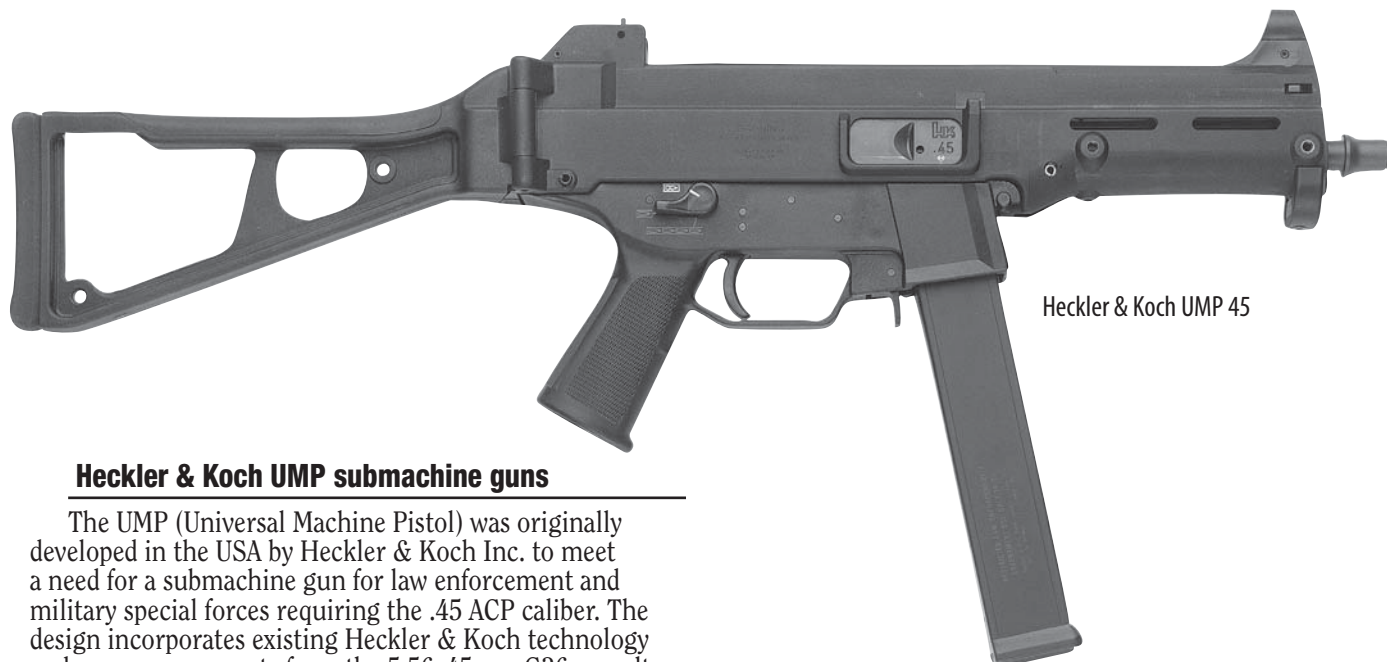 HK
.45
Heckler & Koch UMP 45
Heckler & Koch UMP submachine guns
The UMP (Universal Machine Pistol) was originally
developed in the USA by Heckler & Koch Inc. to meet
a need for a submachine gun for law enforcement and
military special forces requiring the .45 ACP caliber. The
design incorporates existing Heckler & Koch technology